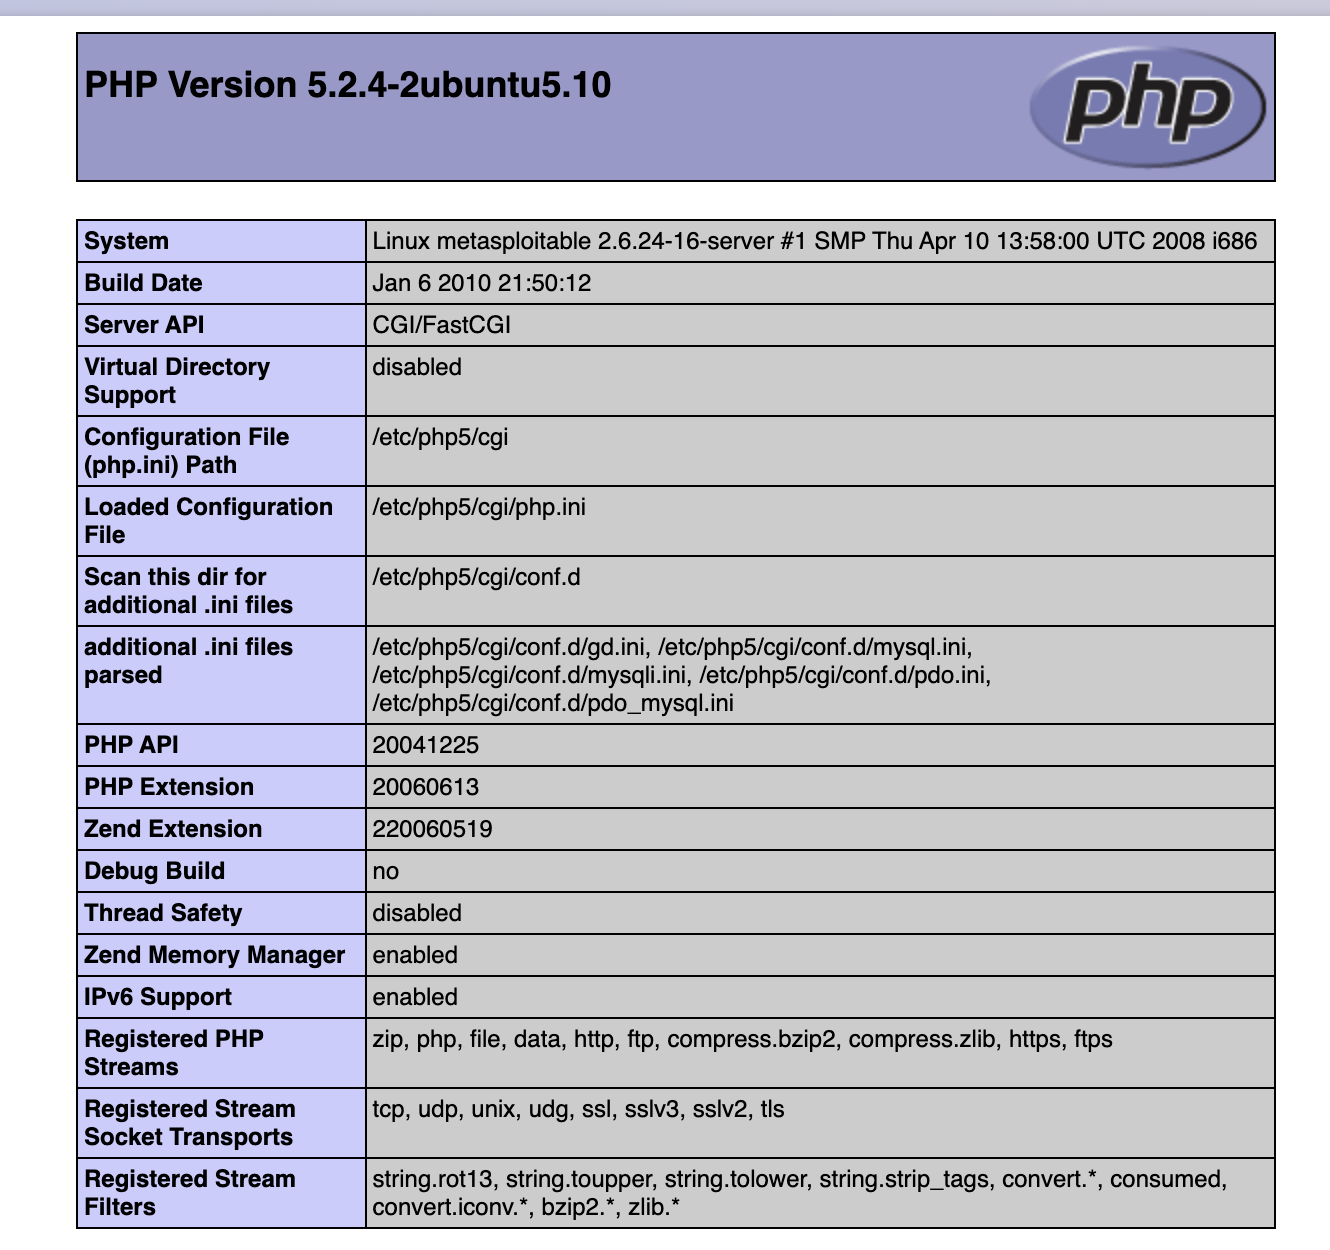 PHP Version 5.2.4-2ubuntu5.10
php
System
Linux metasploitable 2.6.24-16-server #1 SMP Thu Apr 10 13:58:00 UTC 2008 i686
Build Date
Jan 6 2010 21:50:12
Server API
CGI/FastCGI
Virtual Directory
Support
disabled
Configuration File
(php.ini) Path
/etc/php5/cgi
Loaded Configuration
File
/etc/php5/cgi/php.ini
Scan this dir for
additional .ini files
/etc/php5/cgi/conf.d
additional .ini files
parsed
/etc/php5/cgi/conf.d/gd.ini, /etc/php5/cgi/conf.d/mysql.ini,
/etc/php5/cgi/conf.d/mysqli.ini, /etc/php5/cgi/conf.d/pdo.ini,
/etc/php5/cgi/conf.d/pdo_mysql.ini
PHP API
20041225
PHP Extension
20060613
Zend Extension
220060519
Debug Build
no
Thread Safety
disabled
Zend Memory Manager
enabled
IPv6 Support
enabled
Registered PHP
Streams
zip, php, file, data, http, ftp, compress.bzip2, compress.zlib, https, ftps
Registered Stream
Socket Transports
tcp, udp, unix, udg, ssl, sslv3, sslv2, tls
Registered Stream
Filters
string.rot13, string.toupper, string.tolower, string.strip_tags, convert.*, consumed,
convert.iconv.*, bzip2.*, zlib.*